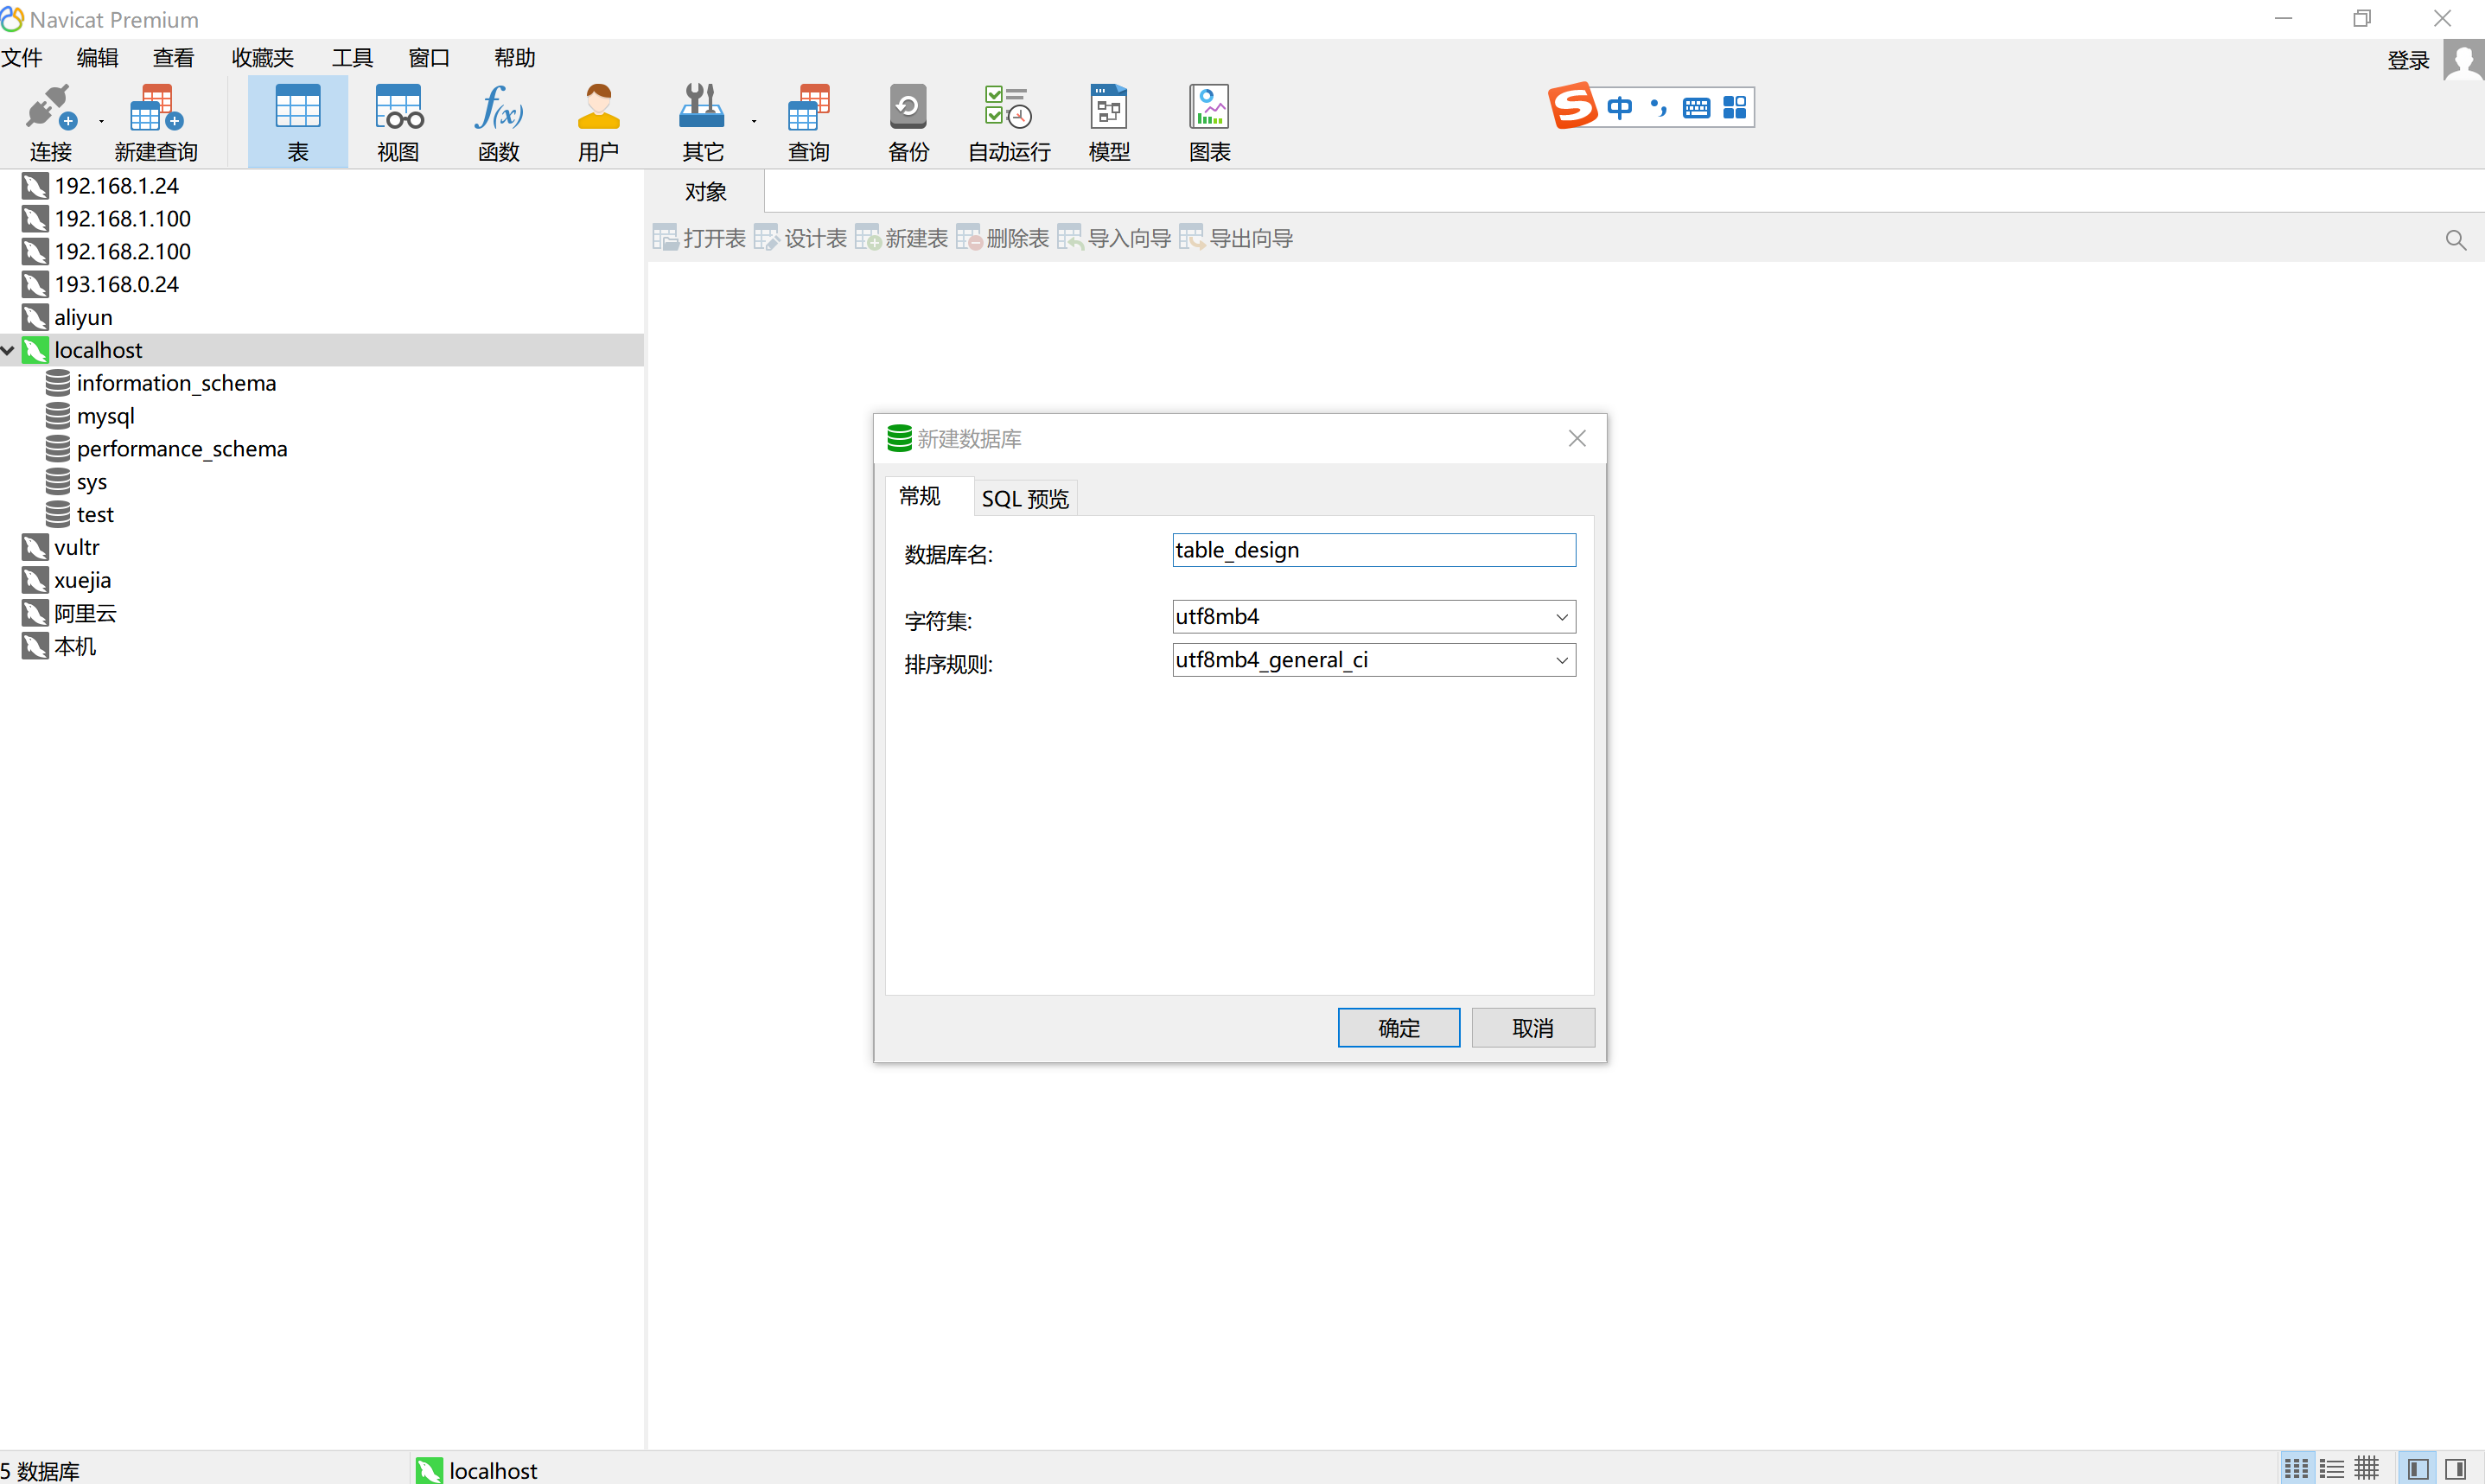 Navicat Premium
文件 编辑 查看 收藏夹 工具 窗口 帮助
登录
连接 新建查询 表 视图 函数 用户 其它 查询 备份 自动运行 模型 图表
中
192.168.1.24
192.168.1.100
192.168.2.100
193.168.0.24
aliyun
localhost
information_schema
mysql
performance_schema
sys
test
vultr
xuejia
阿里云
本机
对象
打开表 设计表 新建表 删除表 导入向导 导出向导
新建数据库
常规 SQL 预览
数据库名: table_design
字符集: utf8mb4
排序规则: utf8mb4_general_ci
确定 取消
5 数据库 localhost